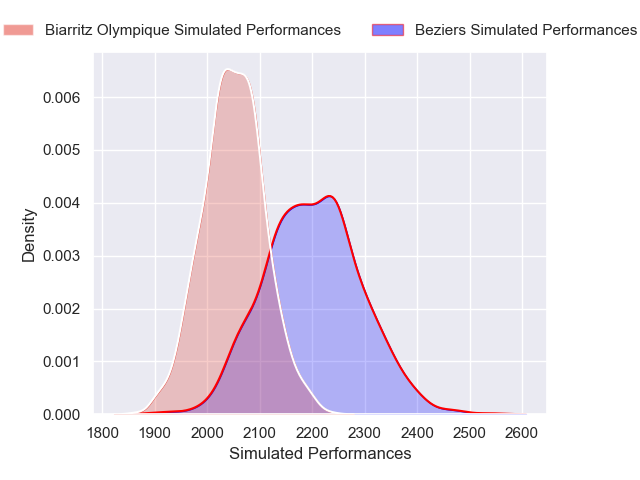 Biarritz Olympique Simulated Performances
Beziers Simulated Performances
0.006
0.005
0.004
0.003
0.002
0.001
0.000
Density
1800 1900 2000 2100 2200 2300 2400 2500 2600
Simulated Performances